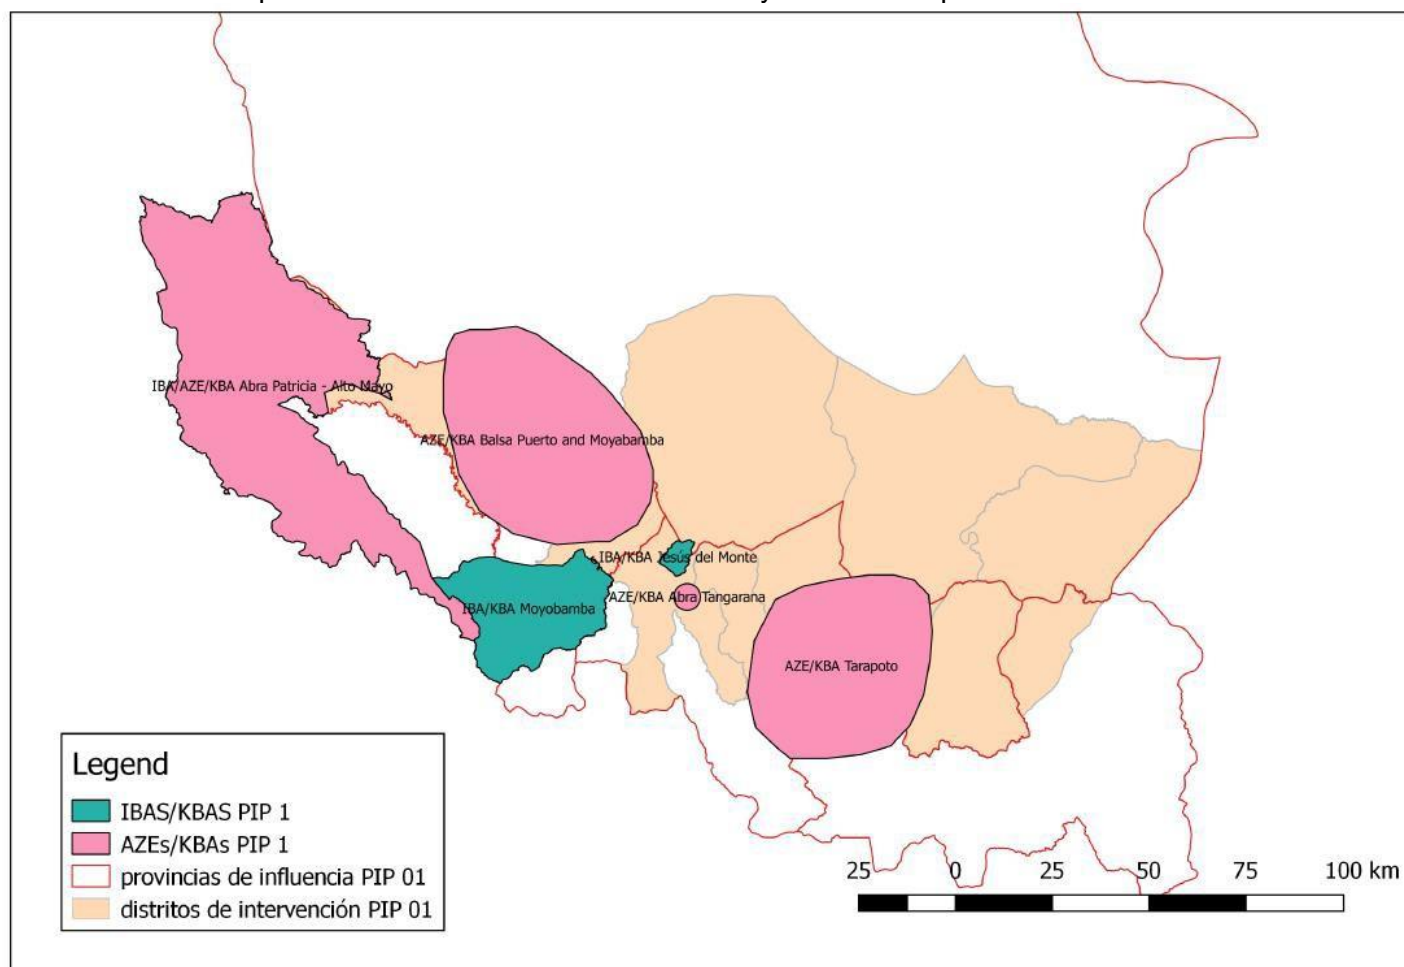 IBA/AZE/KBA Abra Patricia - Alto Mayo
AZE/KBA Balsa Puerto and Moyabamba
IBA/KBA Jesús del Monte
AZE/KBA Abra Tangarana
IBA/KBA Moyobamba
AZE/KBA Tarapoto
Legend
IBAS/KBAS PIP 1
AZEs/KBAs PIP 1
provincias de influencia PIP 01
distritos de intervención PIP 01
25 0 25 50 75 100 km